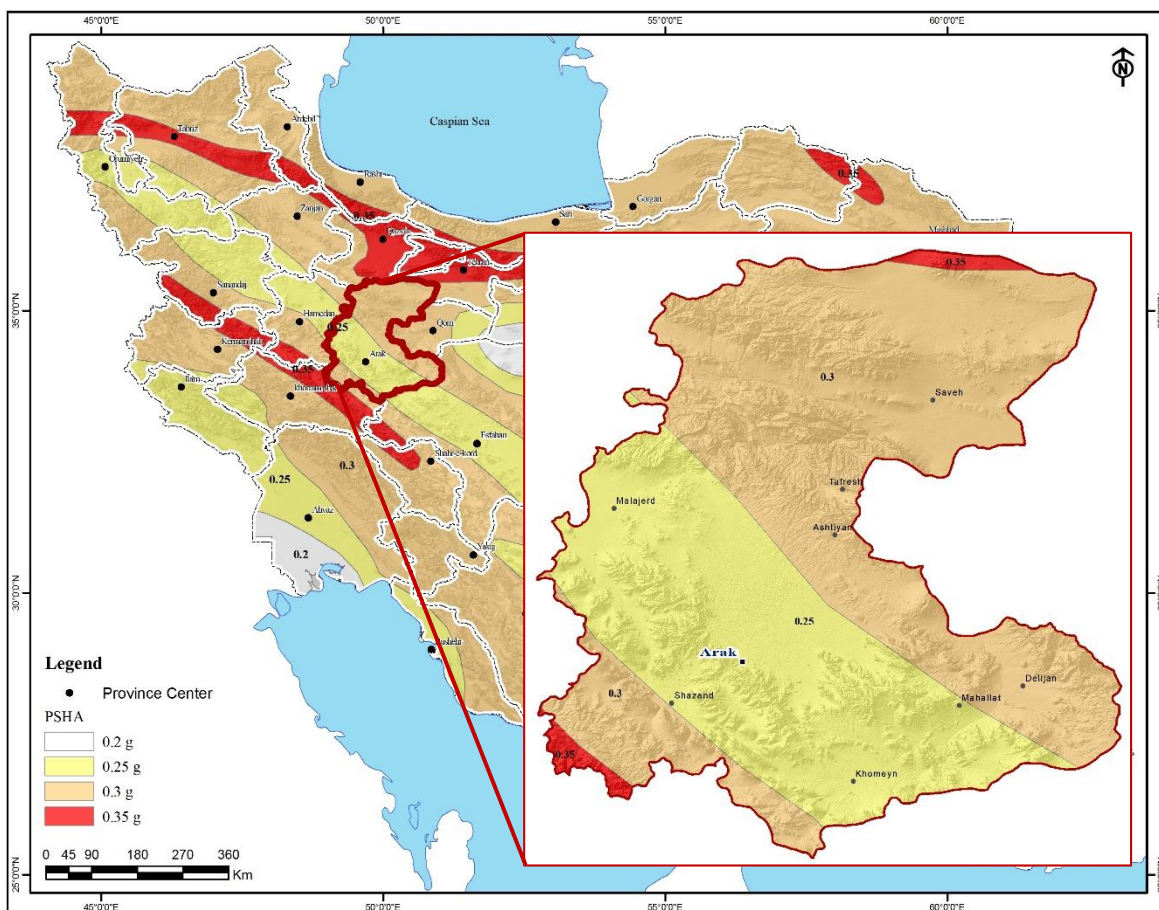 45°0'0"E 50°0'0"E 55°0'0"E 60°0'0"E
N
Caspian Sea
Ardebil
Tabriz
Orumiyeh
Rasht
0.35
Zanjan
0.35
Gorgan
Sari
Qazvin
Mashhad
Tehran
35°0'0"N
Sanandaj
Hamedan
0.25
Qom
Kermanshah
Arak
0.35
Ilam
Khorramabad
Esfahan
Shahr-e-kord
0.3
0.25
Ahvaz
0.2
Yasuj
30°0'0"N
Bushehr
0.35
0.3
Saveh
Tafresh
Malajerd
Ashtiyan
0.25
Arak
Delijan
0.3
Shazand
Mahallat
0.35
Khomeyn
Legend
Province Center
PSHA
0.2 g
0.25 g
0.3 g
0.35 g
0 45 90 180 270 360
Km
25°0'0"N
45°0'0"E 50°0'0"E 55°0'0"E 60°0'0"E